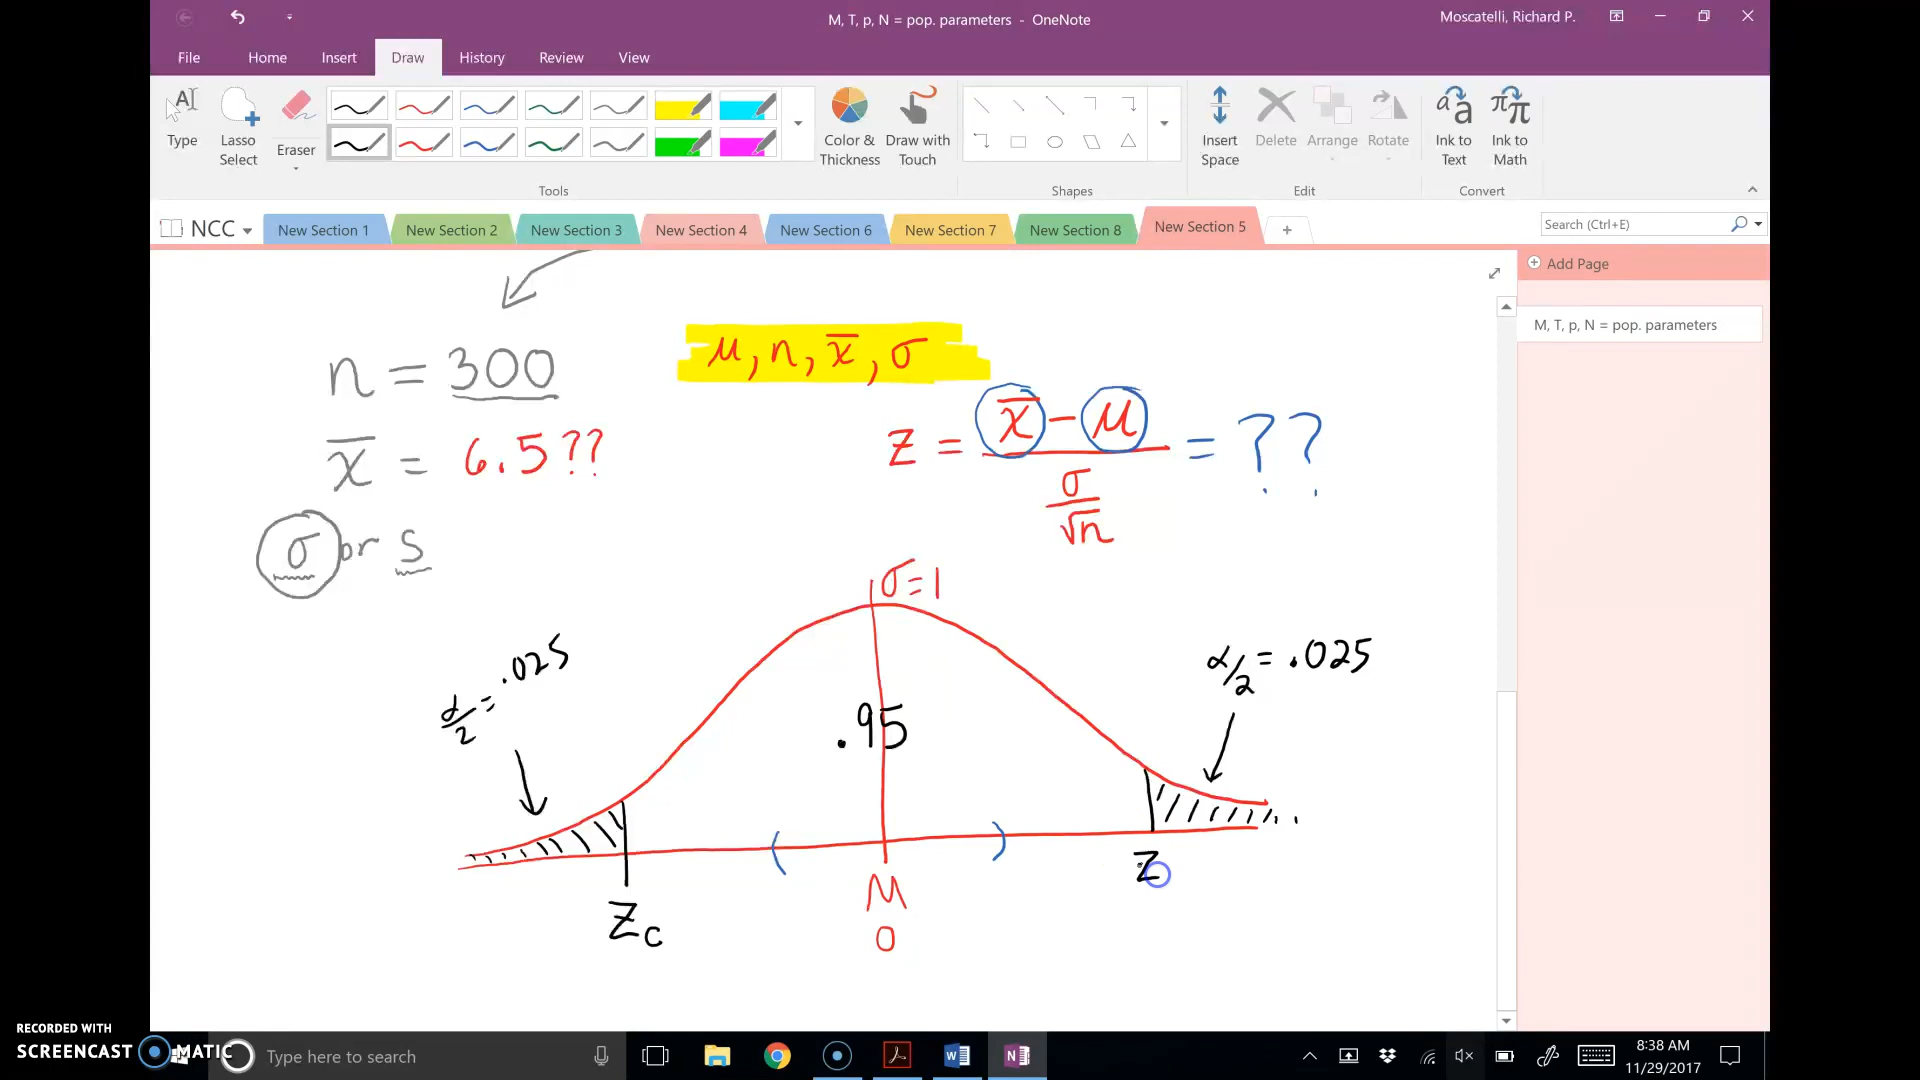 M, T, p, N = pop. parameters - OneNote
Moscatelli, Richard P.
File Home Insert Draw History Review View
Type
Lasso Select
Eraser
Color & Thickness
Draw with Touch
Insert Space
Delete
Arrange
Rotate
Ink to Text
Ink to Math
Tools
Shapes
Edit
Convert
NCC
New Section 1
New Section 2
New Section 3
New Section 4
New Section 6
New Section 7
New Section 8
New Section 5
Search (Ctrl+E)
Add Page
M, T, p, N = pop. parameters
n = 300
μ, n, x̄, σ
x̄ = 6.5??
z = (x̄ - μ) / (σ/√n) = ??
σ or s
σ = 1
α/2 = .025
α/2 = .025
.95
Zc
M
0
Z
RECORDED WITH
SCREENCAST MATIC
Type here to search
8:38 AM
11/29/2017